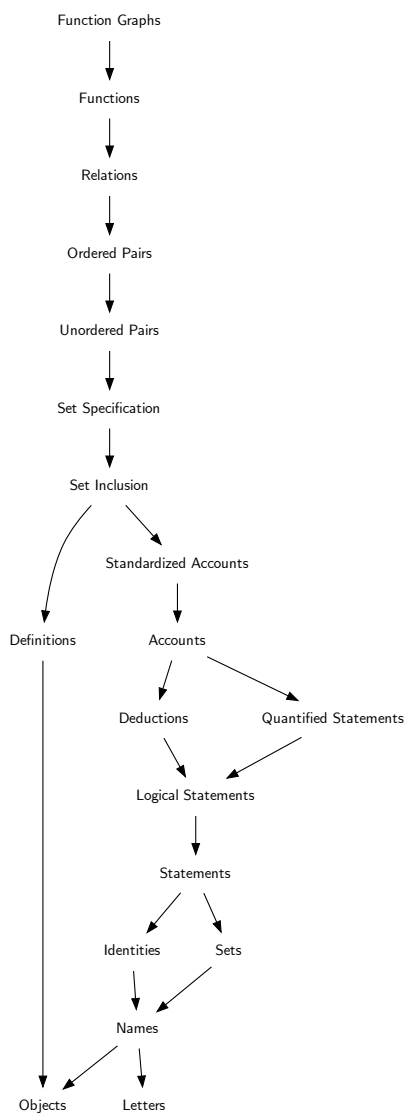 Function Graphs
Functions
Relations
Ordered Pairs
Unordered Pairs
Set Specification
Set Inclusion
Standardized Accounts
Definitions
Accounts
Deductions
Quantified Statements
Logical Statements
Statements
Identities
Sets
Names
Objects
Letters